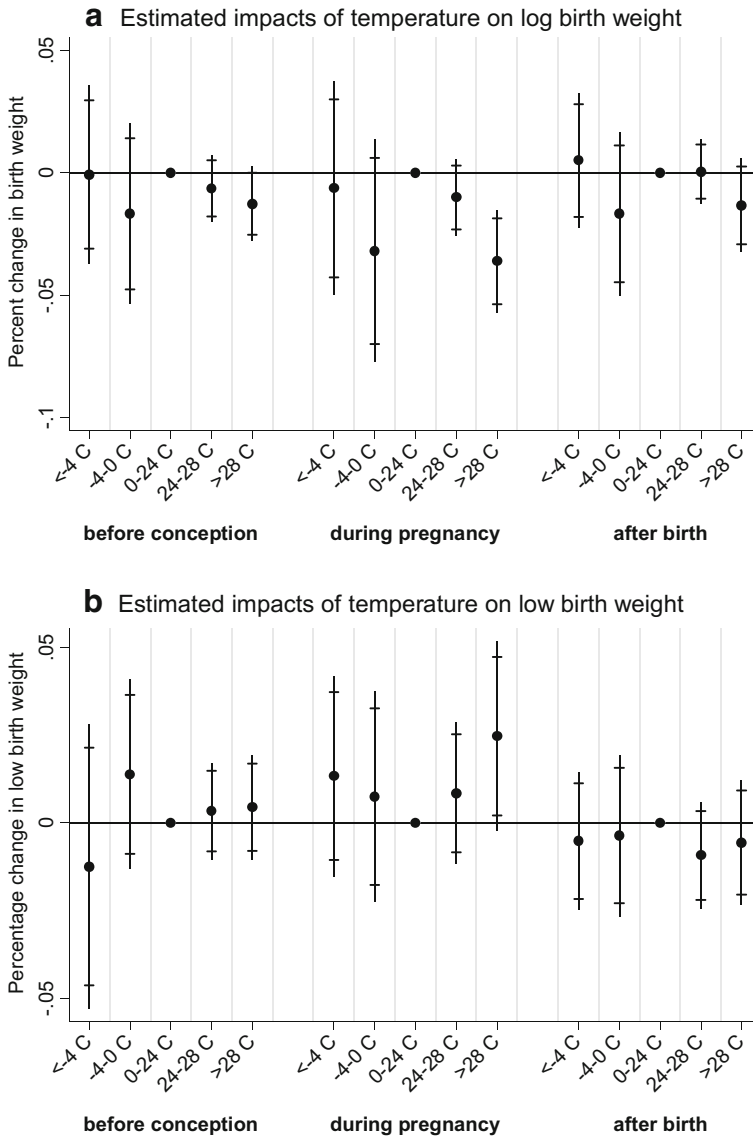 a Estimated impacts of temperature on log birth weight
Percent change in birth weight
.05
0
-.05
-.1
<-4 C -4-0 C 0-24 C 24-28 C >28 C <-4 C -4-0 C 0-24 C 24-28 C >28 C <-4 C -4-0 C 0-24 C 24-28 C >28 C
before conception during pregnancy after birth
b Estimated impacts of temperature on low birth weight
Percentage change in low birth weight
.05
0
-.05
<-4 C -4-0 C 0-24 C 24-28 C >28 C <-4 C -4-0 C 0-24 C 24-28 C >28 C <-4 C -4-0 C 0-24 C 24-28 C >28 C
before conception during pregnancy after birth